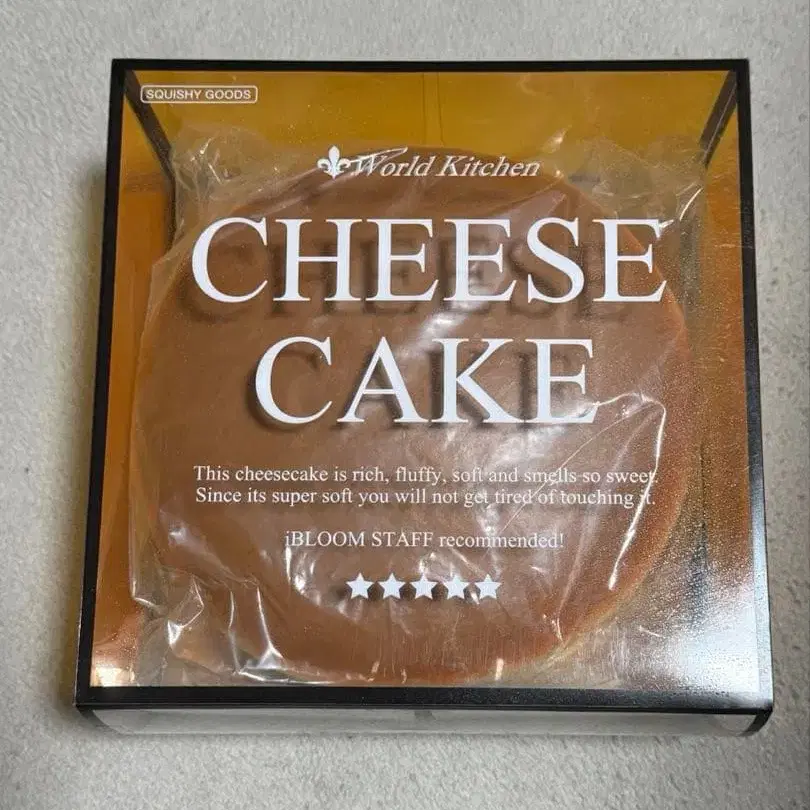 SQUISHY GOODS
World Kitchen
CHEESE
CAKE
This cheesecake is rich, fluffy, soft and smells so sweet.
Since its super soft you will not get tired of touching it.
iBLOOM STAFF recommended!